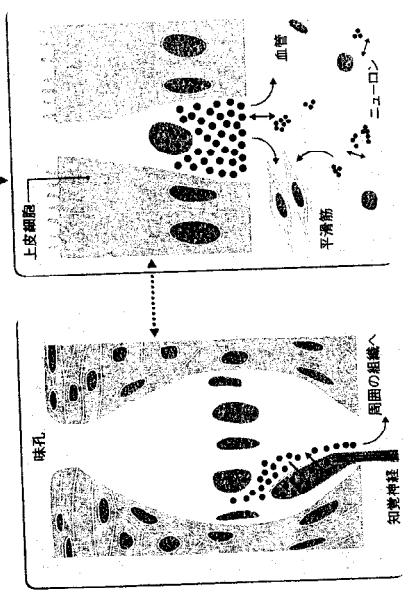 味孔
知覚神経
周囲の組織へ
上皮細胞
平滑筋
血管
ニューロン